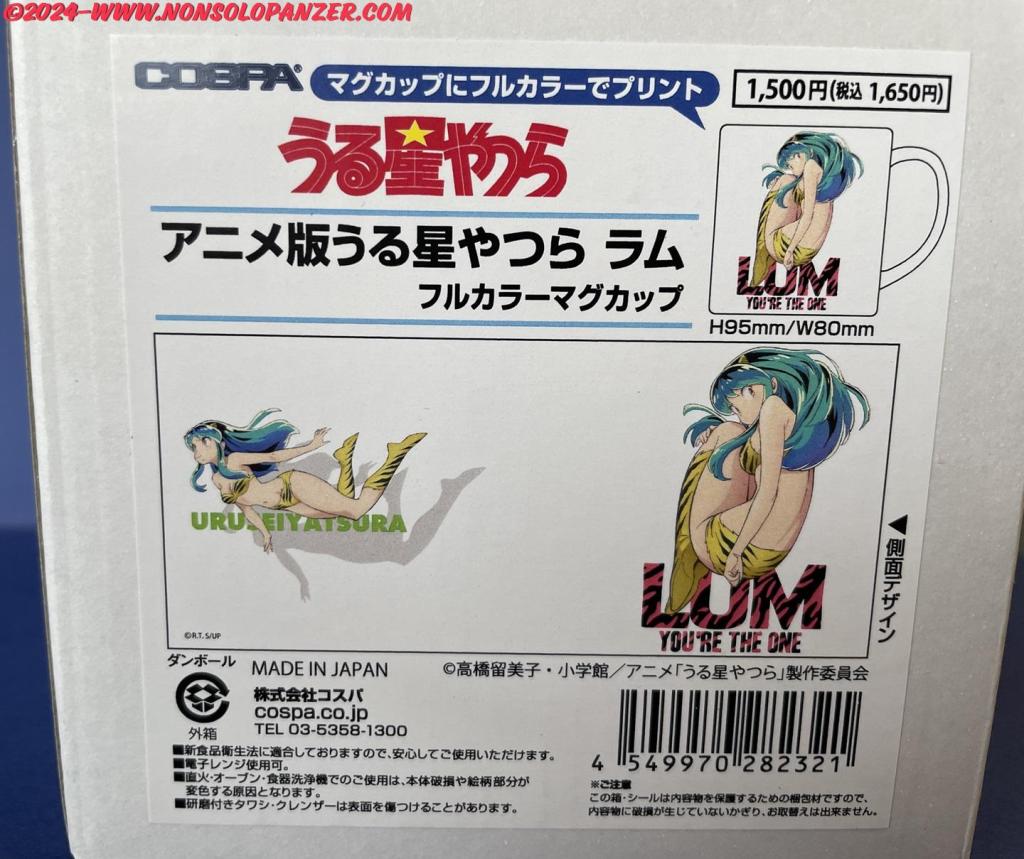 ©2024-WWW.NONSOLOPANZER.COM
COSPA®
マグカップにフルカラーでプリント
1,500円(税込 1,650円)
うる星やつら
アニメ版うる星やつら ラム
フルカラーマグカップ
LUM
YOU'RE THE ONE
H95mm/W80mm
URUSEIYATSURA
LUM
YOU'RE THE ONE
◀側面デザイン
©R.T, S/UP
ダンボール
外箱
MADE IN JAPAN
©高橋留美子・小学館/アニメ「うる星やつら」製作委員会
株式会社コスパ
cospa.co.jp
TEL 03-5358-1300
■新食品衛生法に適合しておりますので、安心してご使用いただけます。
■電子レンジ使用可。
■直火・オーブン・食器洗浄機でのご使用は、本体破損や絵柄部分が
変色する原因となります。
■研磨付きタワシ・クレンザーは表面を傷つけることがあります。
4 549970 282321
※ご注意
この箱・シールは内容物を保護するための梱包材ですので、
内容物に破損が生じていないかぎり、お取替えは出来ません。